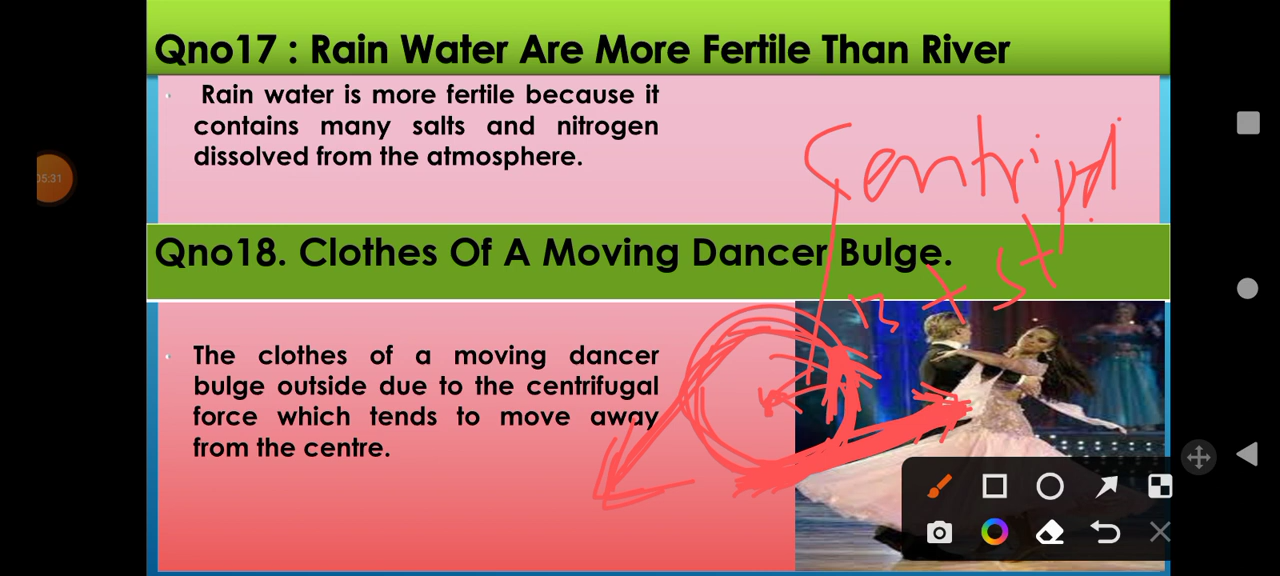 05:31
Qno17 : Rain Water Are More Fertile Than River
Rain water is more fertile because it
contains many salts and nitrogen
dissolved from the atmosphere.
Qno18. Clothes Of A Moving Dancer Bulge.
The clothes of a moving dancer
bulge outside due to the centrifugal
force which tends to move away
from the centre.